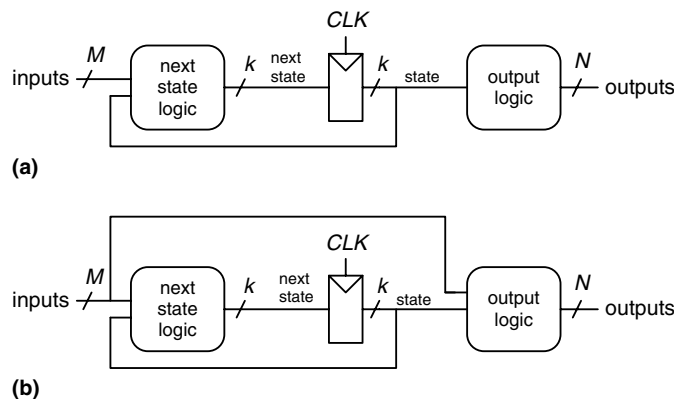 CLK
M
next
k
next
k
N
inputs
state
state
state
output
outputs
logic
logic
(a)
CLK
M
next
k
next
k
N
inputs
state
state
state
output
outputs
logic
logic
(b)